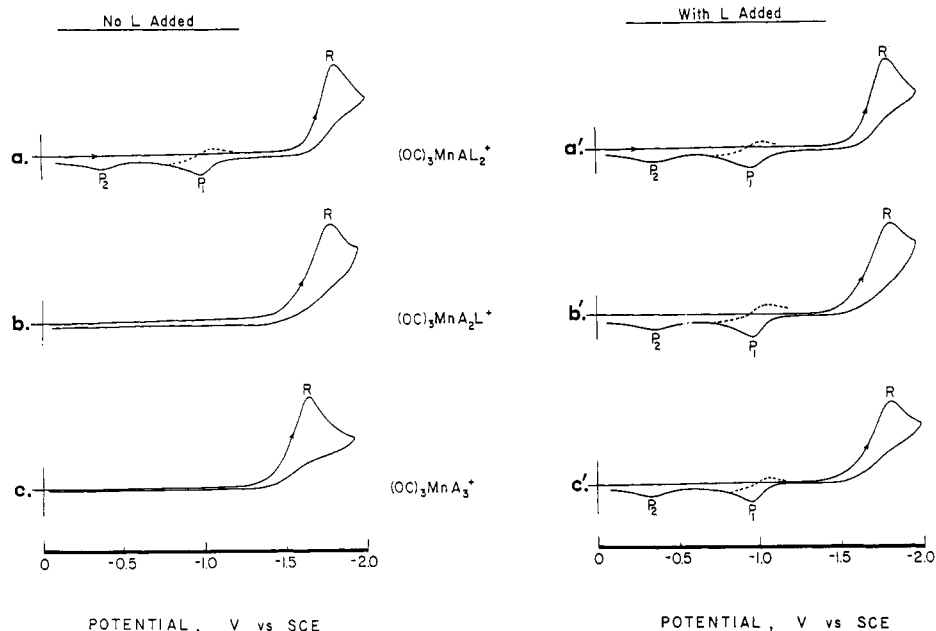 No L Added
With L Added
R
R
a.
P2
P1
(OC)3MnAL2+
a'.
P2
P1
R
R
b.
(OC)3MnA2L+
b'.
P2
P1
R
R
c.
(OC)3MnA3+
c'.
P2
P1
0 -0.5 -1.0 -1.5 -2.0
0 -0.5 -1.0 -1.5 -2.0
POTENTIAL, V vs SCE
POTENTIAL, V vs SCE